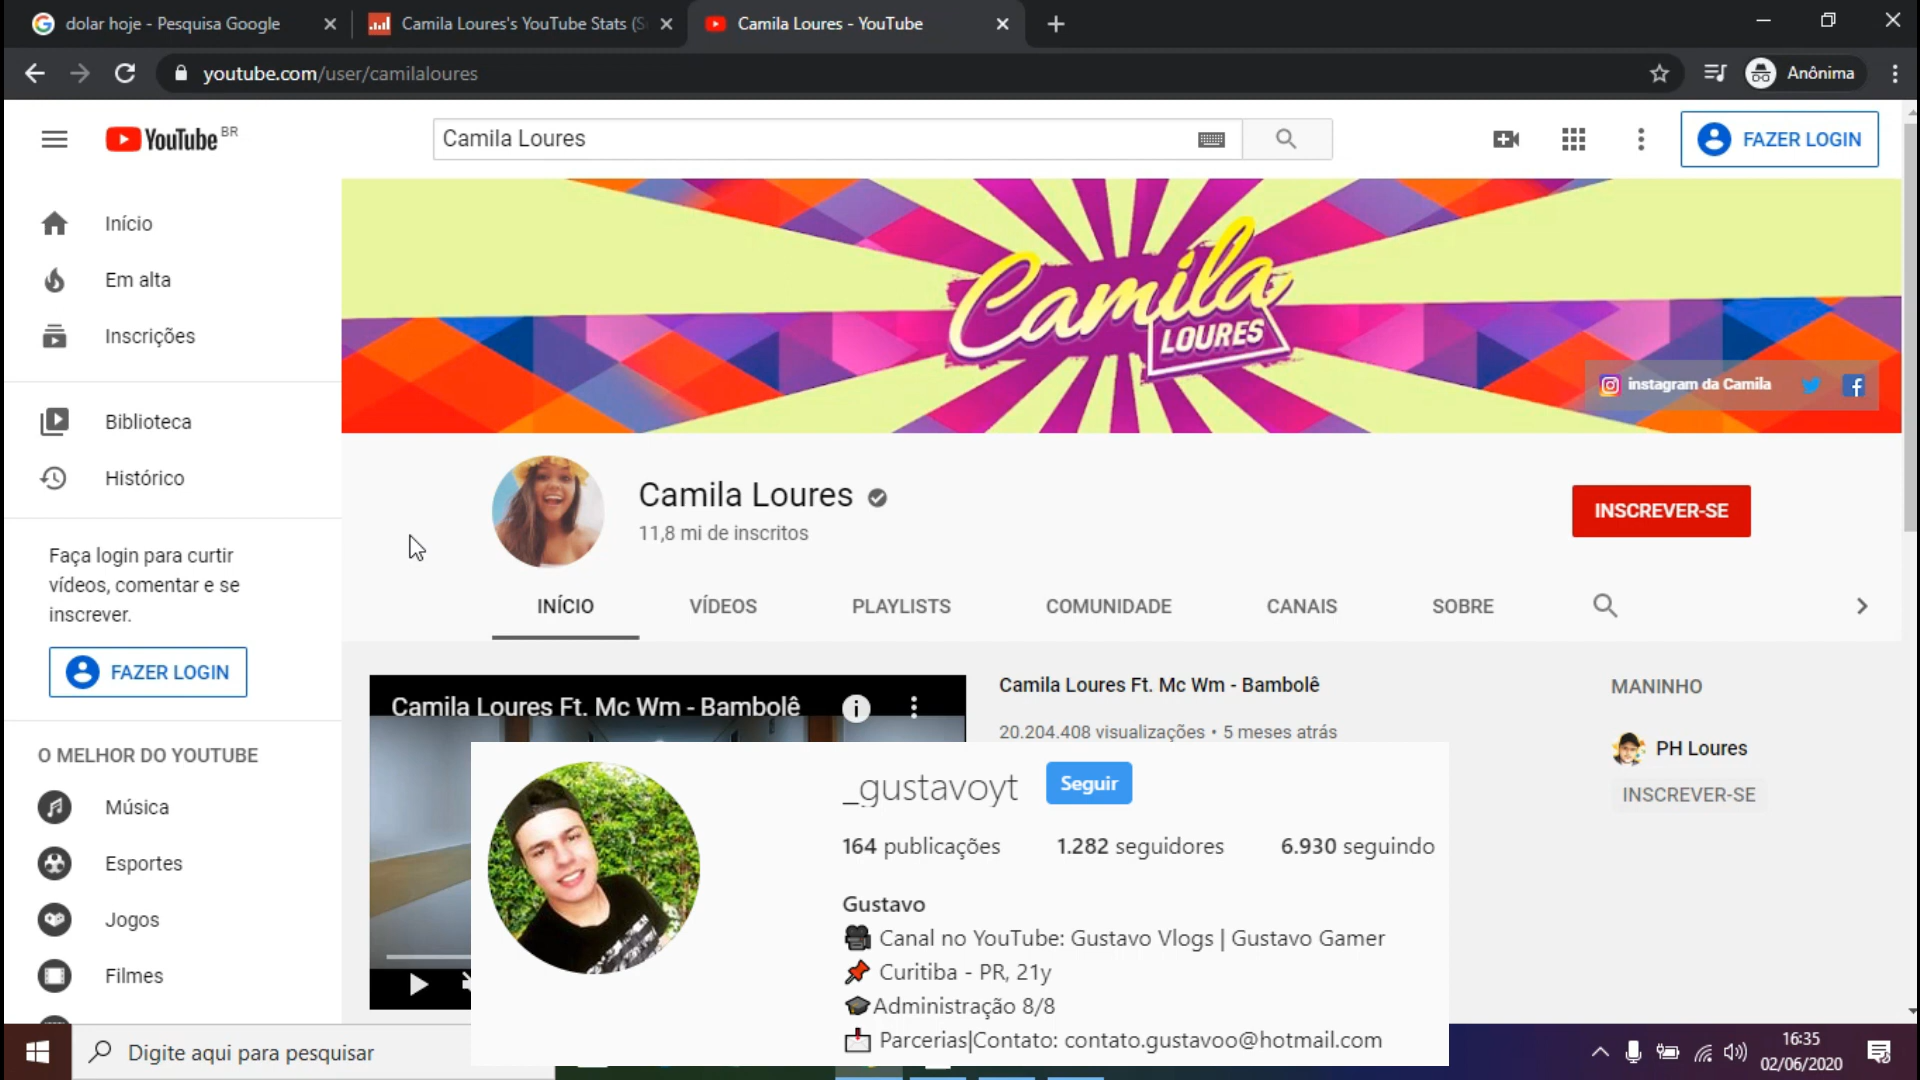 dolar hoje - Pesquisa Google
Camila Loures's YouTube Stats (S
Camila Loures - YouTube
youtube.com/user/camilaloures
Anônima
YouTube BR
Camila Loures
FAZER LOGIN
Início
Em alta
Inscrições
Biblioteca
Histórico
Faça login para curtir
vídeos, comentar e se
inscrever.
FAZER LOGIN
O MELHOR DO YOUTUBE
Música
Esportes
Jogos
Filmes
Camila
LOURES
instagram da Camila
Camila Loures
11,8 mi de inscritos
INSCREVER-SE
INÍCIO
VÍDEOS
PLAYLISTS
COMUNIDADE
CANAIS
SOBRE
Camila Loures Ft. Mc Wm - Bambolê
Camila Loures Ft. Mc Wm - Bambolê
20.204.408 visualizações • 5 meses atrás
MANINHO
PH Loures
INSCREVER-SE
_gustavoyt
Seguir
164 publicações
1.282 seguidores
6.930 seguindo
Gustavo
Canal no YouTube: Gustavo Vlogs | Gustavo Gamer
Curitiba - PR, 21y
Administração 8/8
Parcerias|Contato: contato.gustavoo@hotmail.com
Digite aqui para pesquisar
16:35
02/06/2020